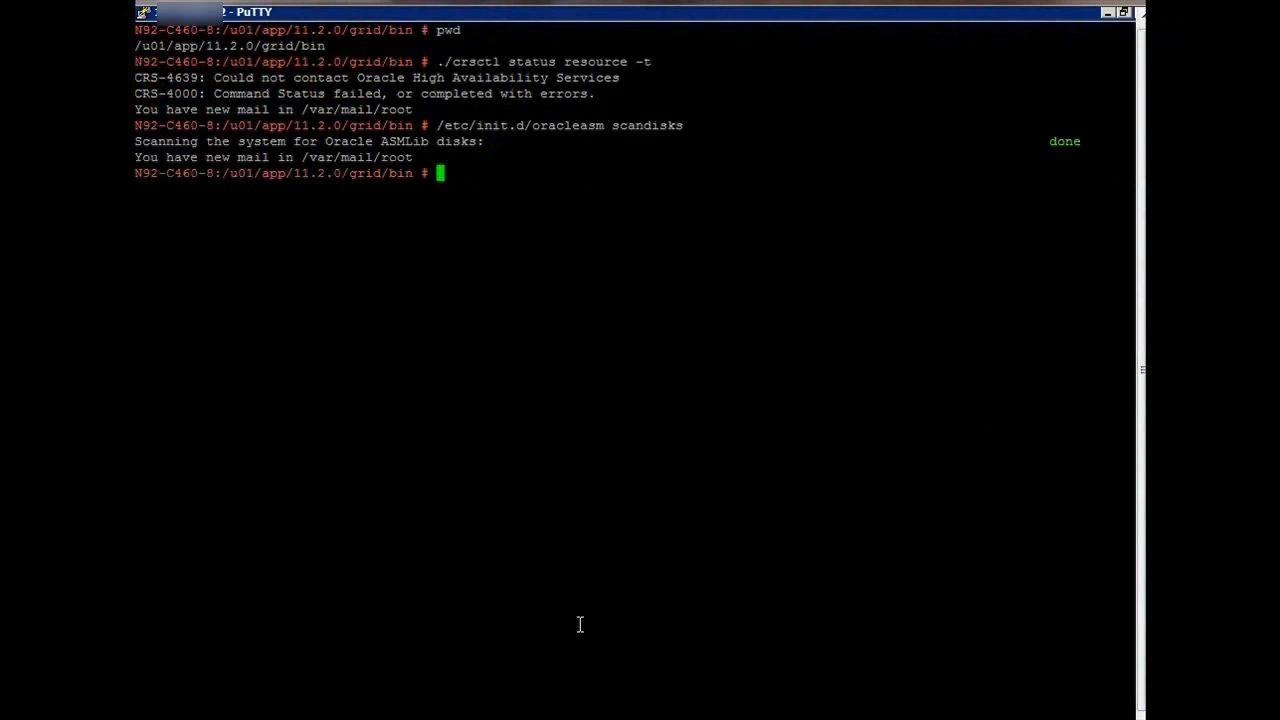 2 - PuTTY
N92-C460-8:/u01/app/11.2.0/grid/bin # pwd
/u01/app/11.2.0/grid/bin
N92-C460-8:/u01/app/11.2.0/grid/bin # ./crsctl status resource -t
CRS-4639: Could not contact Oracle High Availability Services
CRS-4000: Command Status failed, or completed with errors.
You have new mail in /var/mail/root
N92-C460-8:/u01/app/11.2.0/grid/bin # /etc/init.d/oracleasm scandisks
Scanning the system for Oracle ASMLib disks: done
You have new mail in /var/mail/root
N92-C460-8:/u01/app/11.2.0/grid/bin #